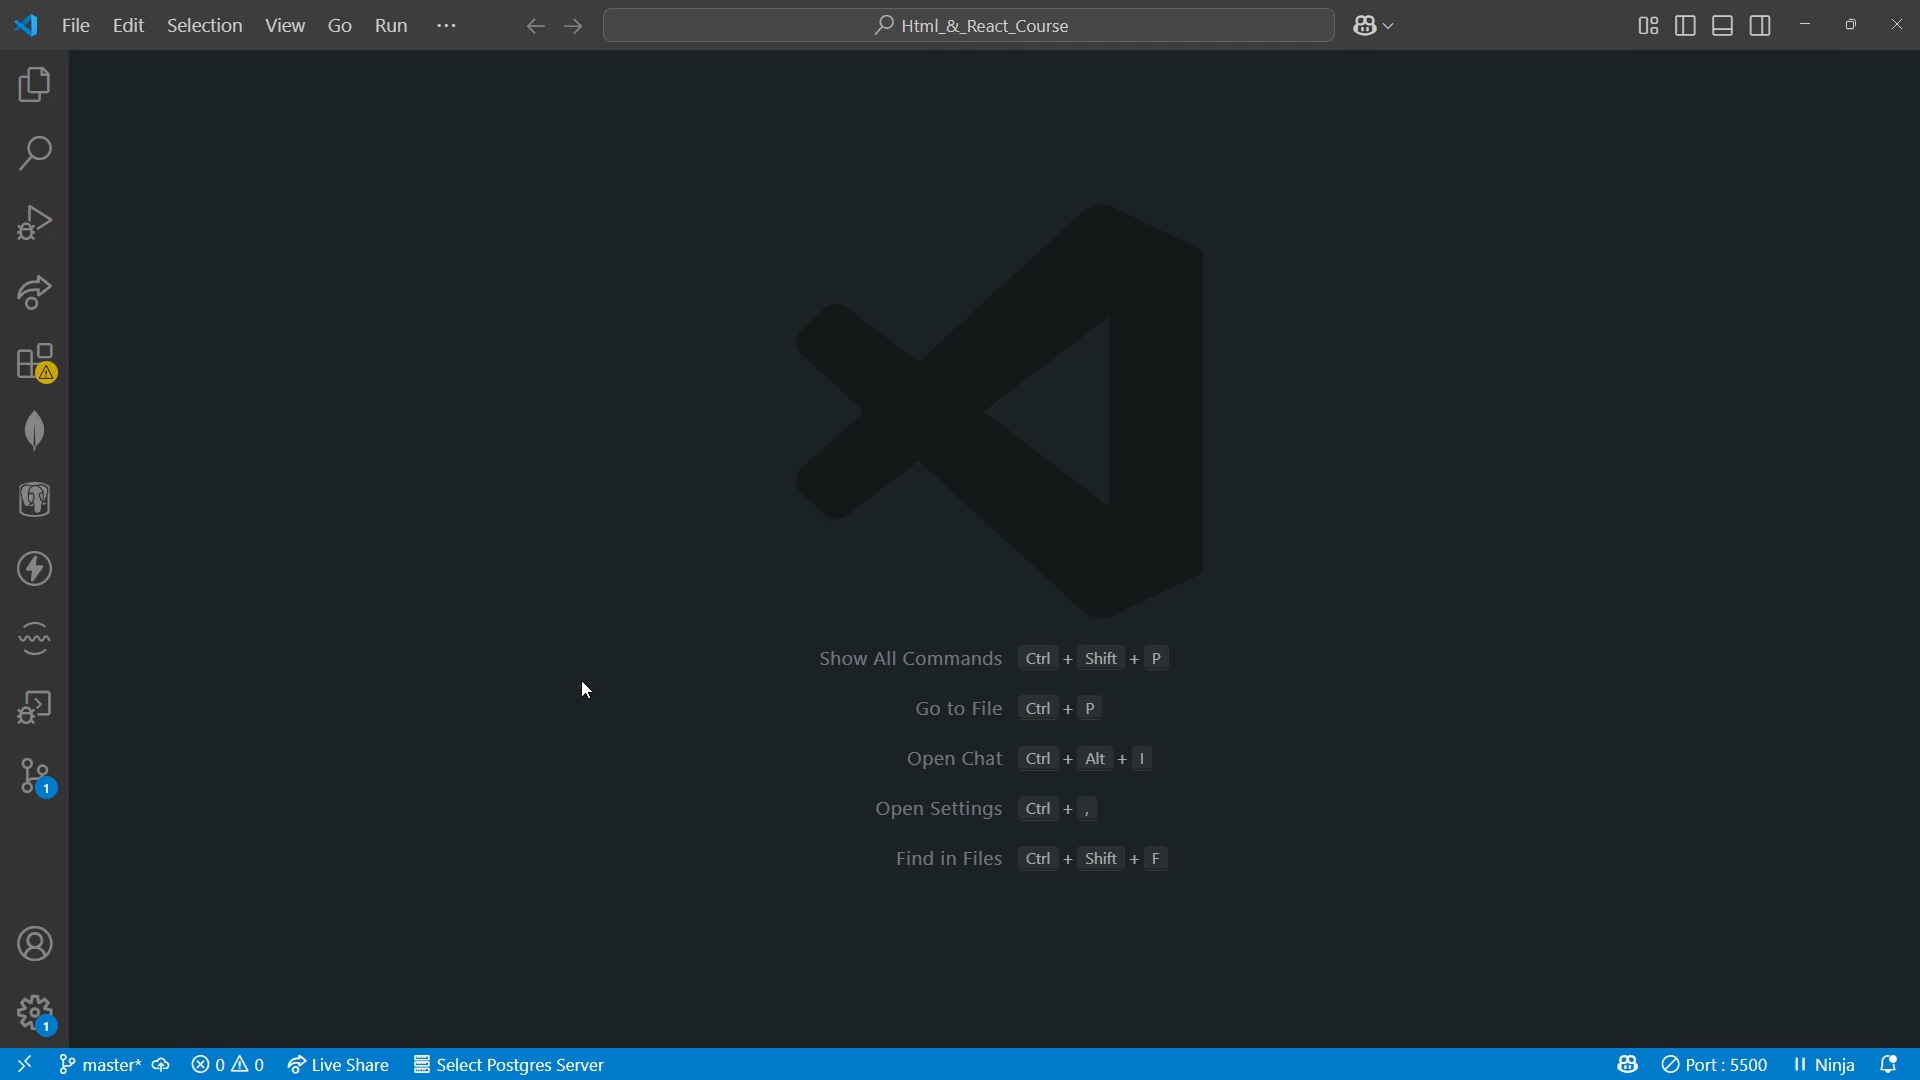 File Edit Selection View Go Run ··· Html_&_React_Course
Show All Commands Ctrl + Shift + P
Go to File Ctrl + P
Open Chat Ctrl + Alt + I
Open Settings Ctrl + ,
Find in Files Ctrl + Shift + F
1
1
master* 0 0 Live Share Select Postgres Server Port : 5500 Ninja